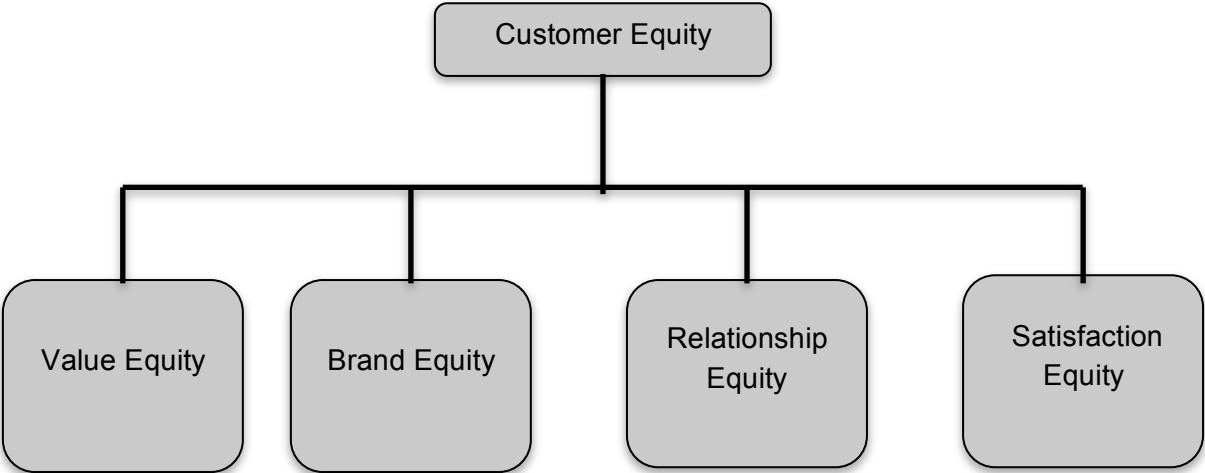 Customer Equity
Value Equity
Brand Equity
Relationship
Equity
Satisfaction
Equity